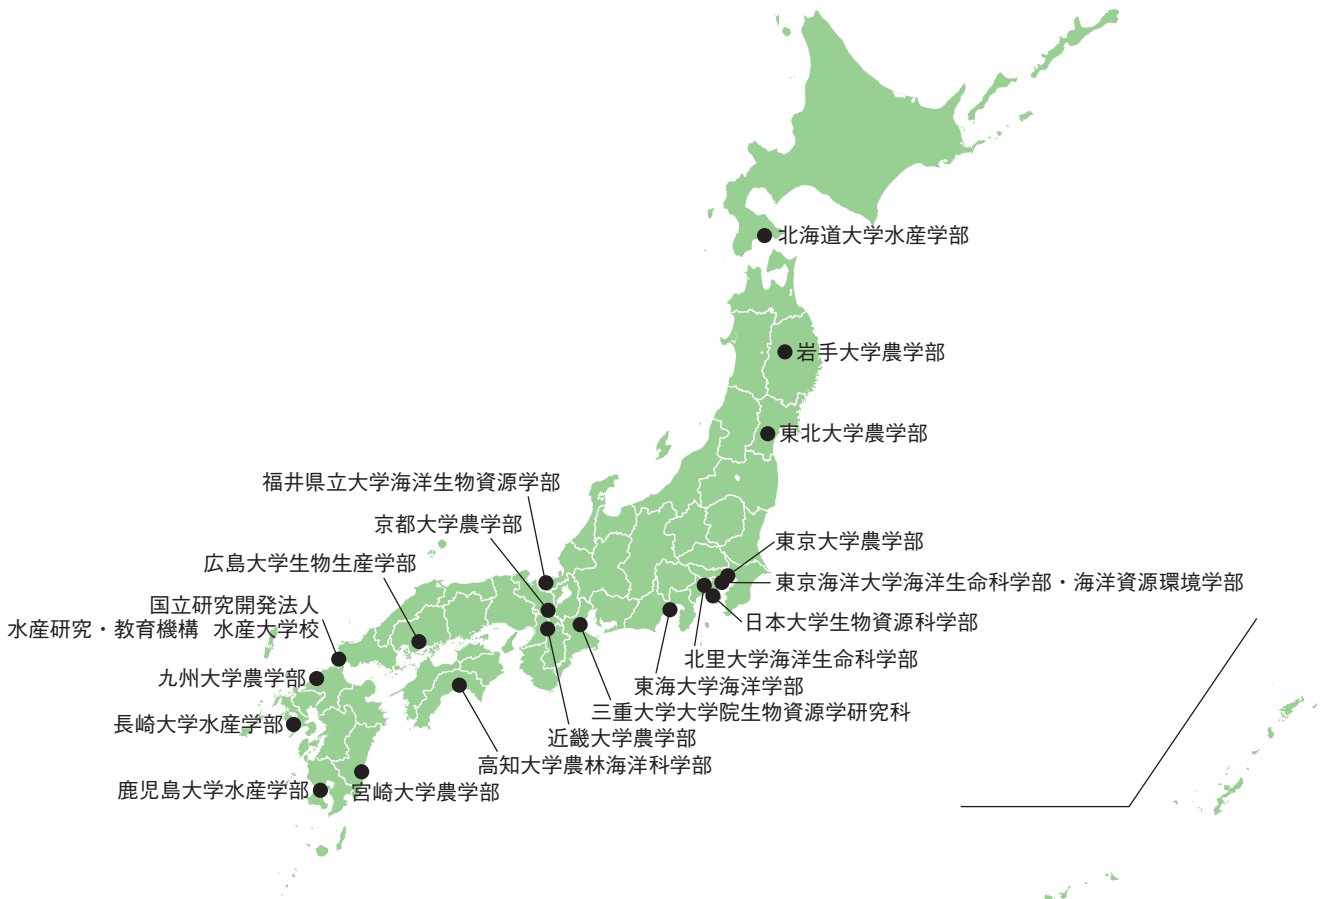 北海道大学水産学部
岩手大学農学部
東北大学農学部
福井県立大学海洋生物資源学部
京都大学農学部
東京大学農学部
広島大学生物生産学部
東京海洋大学海洋生命科学部・海洋資源環境学部
国立研究開発法人
水産研究・教育機構 水産大学校
日本大学生物資源科学部
北里大学海洋生命科学部
九州大学農学部
東海大学海洋学部
三重大学大学院生物資源学研究科
長崎大学水産学部
近畿大学農学部
高知大学農林海洋科学部
鹿児島大学水産学部
宮崎大学農学部